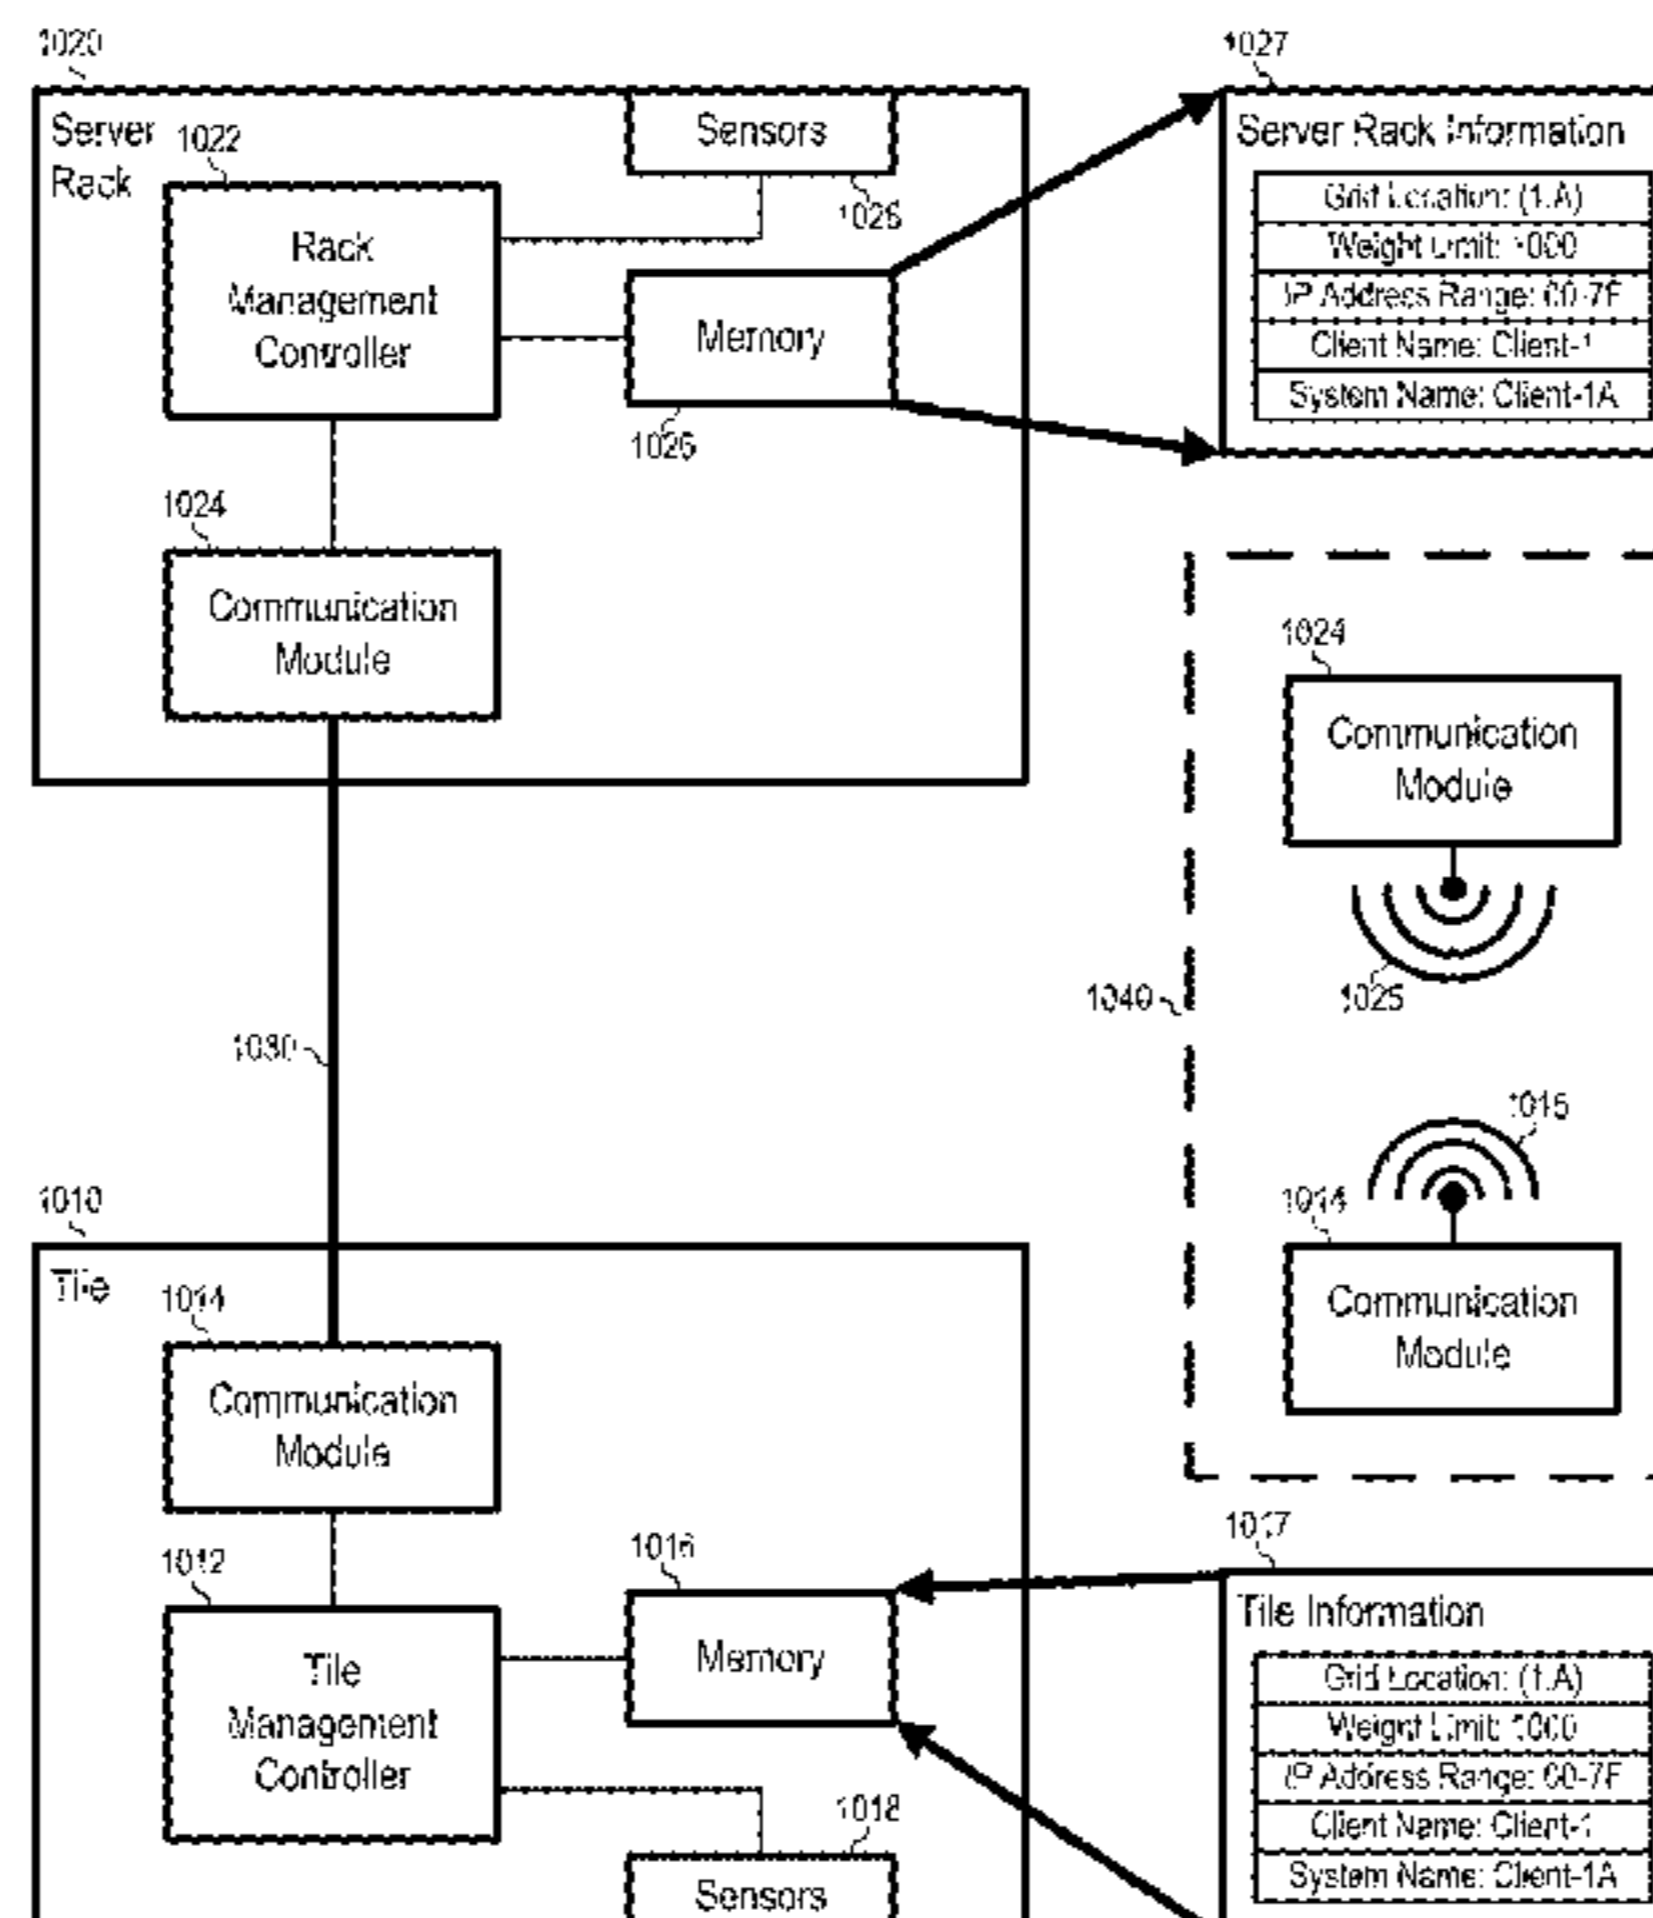 1020
Server
Rack
1022
Rack
Management
Controller
Sensors
Memory
1026
1024
Communication
Module
1027
Server Rack Information
Grid Location: (1.A)
Weight Limit: 1000
IP Address Range: 00-7F
Client Name: Client-1
System Name: Client-1A
1030
1040
1024
Communication
Module
1025
1015
1014
Communication
Module
1010
Tile
1014
Communication
Module
1012
Tile
Management
Controller
1016
Memory
1018
Sensors
1017
Tile Information
Grid Location: (1.A)
Weight Limit: 1000
IP Address Range: 00-7F
Client Name: Client-1
System Name: Client-1A